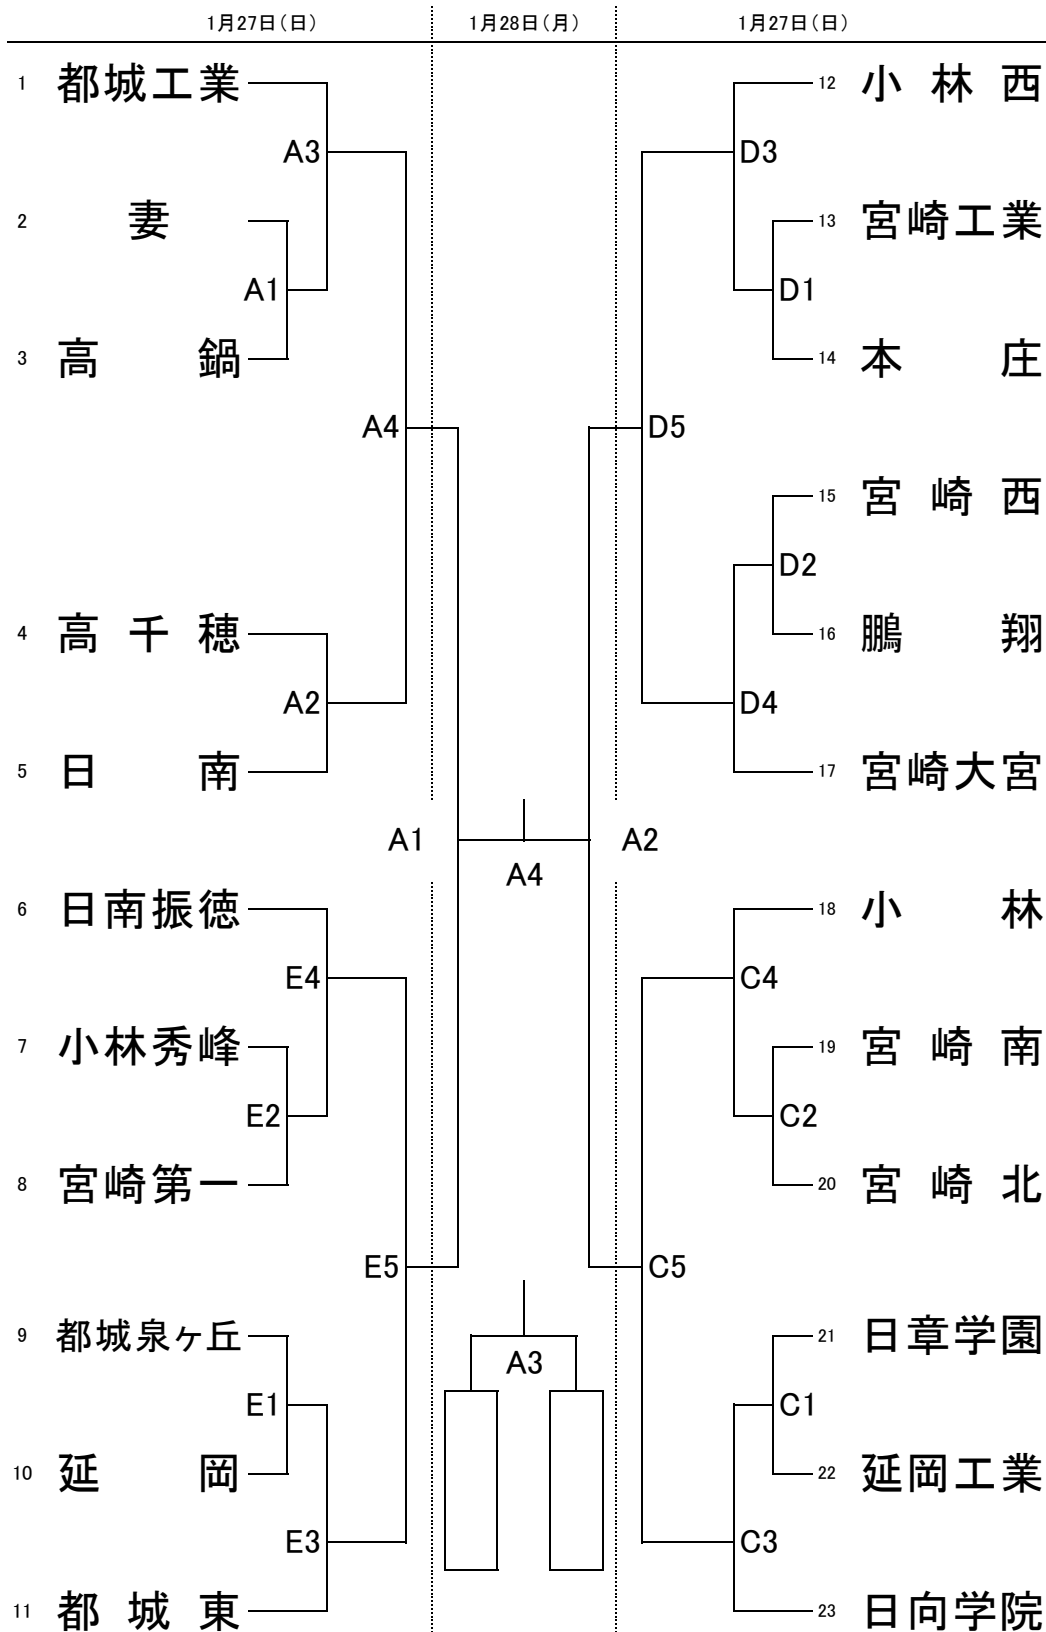 1月27日（日） 1月28日（月） 1月27日（日）
1 都城工業 12 小林西
A3 D3
2 妻 13 宮崎工業
A1 D1
3 高鍋 14 本庄
A4 D5
15 宮崎西
D2
4 高千穂 16 鵬翔
A2 D4
5 日南 17 宮崎大宮
A1 A2
A4
6 日南振徳 18 小林
E4 C4
7 小林秀峰 19 宮崎南
E2 C2
8 宮崎第一 20 宮崎北
E5 C5
9 都城泉ヶ丘 21 日章学園
A3
E1 C1
10 延岡 22 延岡工業
E3 C3
11 都城東 23 日向学院